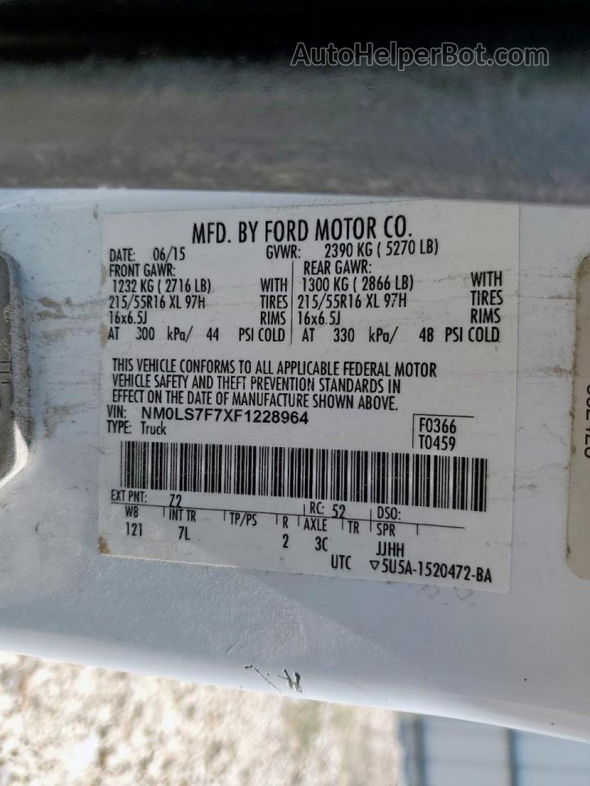 AutoHelperBot.com
MFD. BY FORD MOTOR CO.
DATE: 06/15 GVWR: 2390 KG ( 5270 LB)
FRONT GAWR: REAR GAWR:
1232 KG ( 2716 LB) WITH 1300 KG ( 2866 LB) WITH
215/55R16 XL 97H TIRES 215/55R16 XL 97H TIRES
16x6.5J RIMS 16x6.5J RIMS
AT 300 kPa/ 44 PSI COLD AT 330 kPa/ 48 PSI COLD
THIS VEHICLE CONFORMS TO ALL APPLICABLE FEDERAL MOTOR
VEHICLE SAFETY AND THEFT PREVENTION STANDARDS IN
EFFECT ON THE DATE OF MANUFACTURE SHOWN ABOVE.
VIN: NM0LS7F7XF1228964 F0366
TYPE: Truck T0459
EXT PNT: 72 RC: 52 DSO:
WB INT TR TP/PS R AXLE TR SPR
121 7L 2 3C JJHH
UTC ▽5U5A-1520472-BA